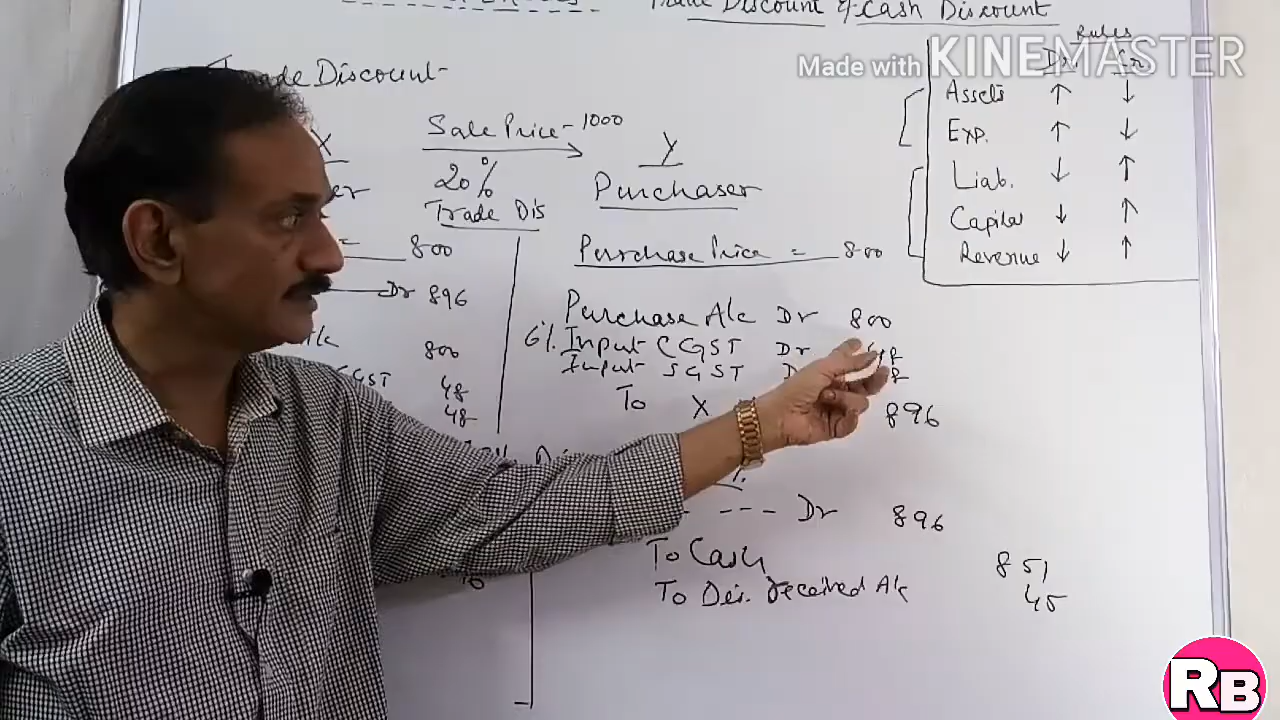 Trade Discount & Cash Discount
Made with KINEMASTER
Rules
Dr Cr
Assets ↑ ↓
Exp. ↑ ↓
Liab. ↓ ↑
Capital ↓ ↑
Revenue ↓ ↑
Trade Discount
X Sale Price - 1000 Y
20% Purchaser
Trade Dis
= 800
Dr 896
800
48
48
Purchase Price = 800
Purchase A/c Dr 800
6% Input CGST Dr
Input SGST
To X 896
Dr 896
To Cash 851
To Dis. received A/c 45
RB